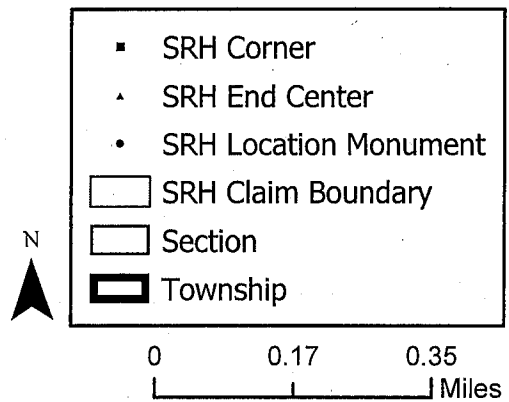 SRH Corner
SRH End Center
SRH Location Monument
SRH Claim Boundary
Section
Township
N
0 0.17 0.35
Miles